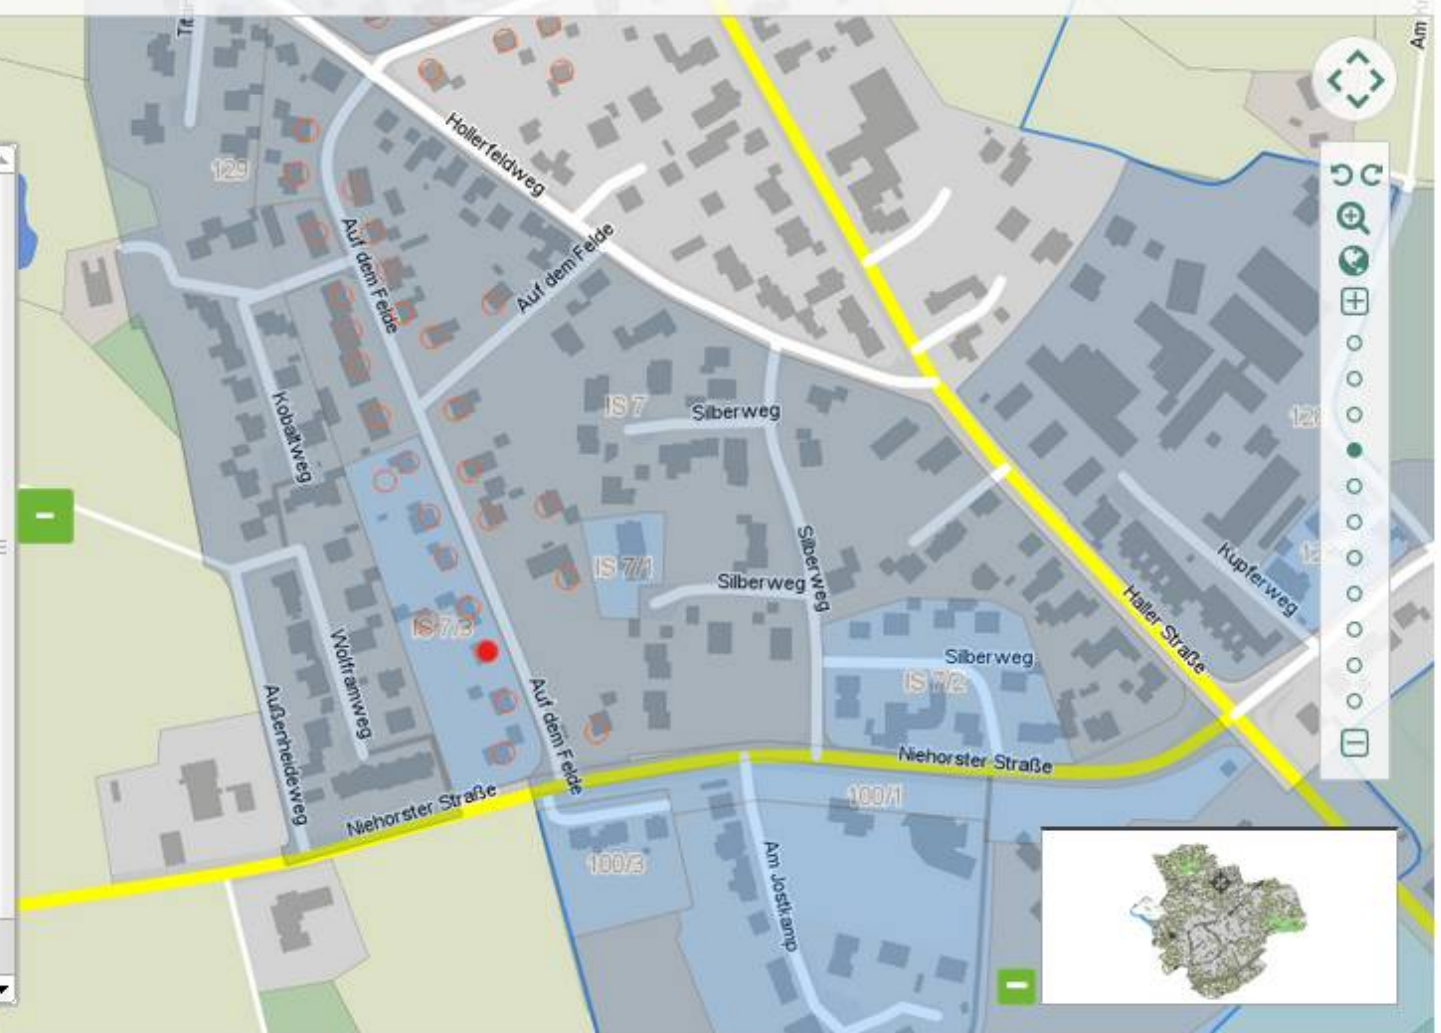 Am
Hollerfeldweg
129
Auf dem Felde
Auf dem Felde
Kobaltweg
IS 7
Silberweg
Silberweg
IS 7/1
Silberweg
Kupferweg
Haller Straße
IS 7/3
Wolframweg
Silberweg
IS 7/2
Außenheideweg
Auf dem Felde
Niehorster Straße
Niehorster Straße
100/1
100/3
Am Jostkamp